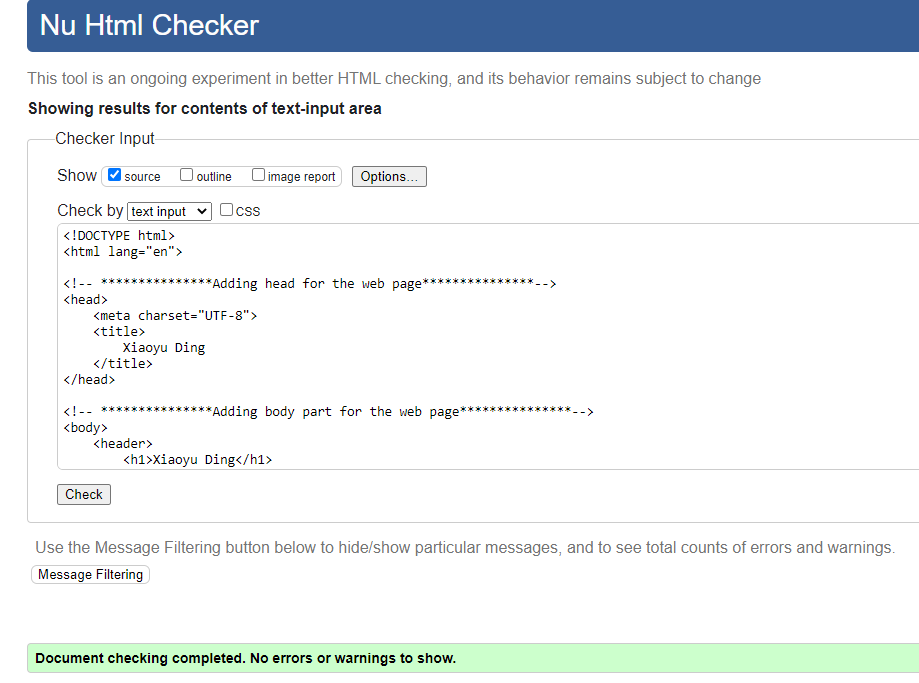 Nu Html Checker
This tool is an ongoing experiment in better HTML checking, and its behavior remains subject to change
Showing results for contents of text-input area
Checker Input
Show source outline image report Options...
Check by text input css
<!DOCTYPE html>
<html lang="en">
<!-- ***************Adding head for the web page***************-->
<head>
<meta charset="UTF-8">
<title>
Xiaoyu Ding
</title>
</head>
<!-- ***************Adding body part for the web page***************-->
<body>
<header>
<h1>Xiaoyu Ding</h1>
Check
Use the Message Filtering button below to hide/show particular messages, and to see total counts of errors and warnings.
Message Filtering
Document checking completed. No errors or warnings to show.